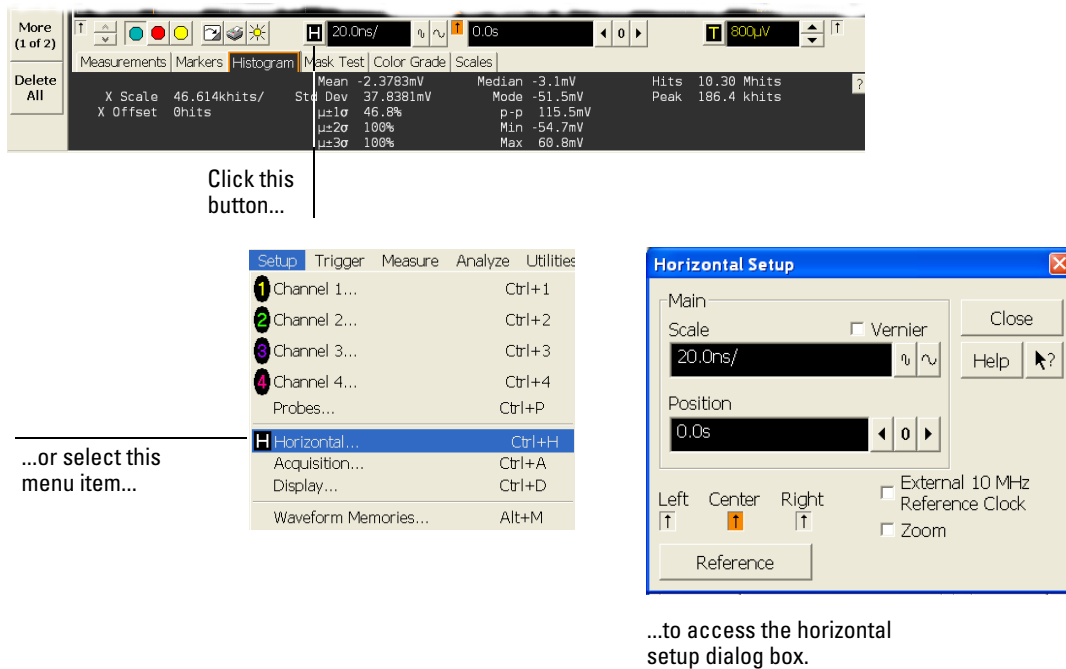 More
(1 of 2)
Delete
All
H 20.0ns/ 0.0s 0 T 800µV
Measurements Markers Histogram Mask Test Color Grade Scales
Mean -2.3783mV Median -3.1mV Hits 10.30 Mhits ?
X Scale 46.614khits/ Std Dev 37.8381mV Mode -51.5mV Peak 186.4 khits
X Offset 0hits µ±1σ 46.8% p-p 115.5mV
µ±2σ 100% Min -54.7mV
µ±3σ 100% Max 60.8mV
Click this
button...
Setup Trigger Measure Analyze Utilities
1 Channel 1... Ctrl+1
2 Channel 2... Ctrl+2
3 Channel 3... Ctrl+3
4 Channel 4... Ctrl+4
Probes... Ctrl+P
H Horizontal... Ctrl+H
Acquisition... Ctrl+A
Display... Ctrl+D
Waveform Memories... Alt+M
...or select this
menu item...
Horizontal Setup
Main
Scale Vernier
20.0ns/
Position
0.0s 0
Close
Help ?
Left Center Right
External 10 MHz
Reference Clock
Zoom
Reference
...to access the horizontal
setup dialog box.